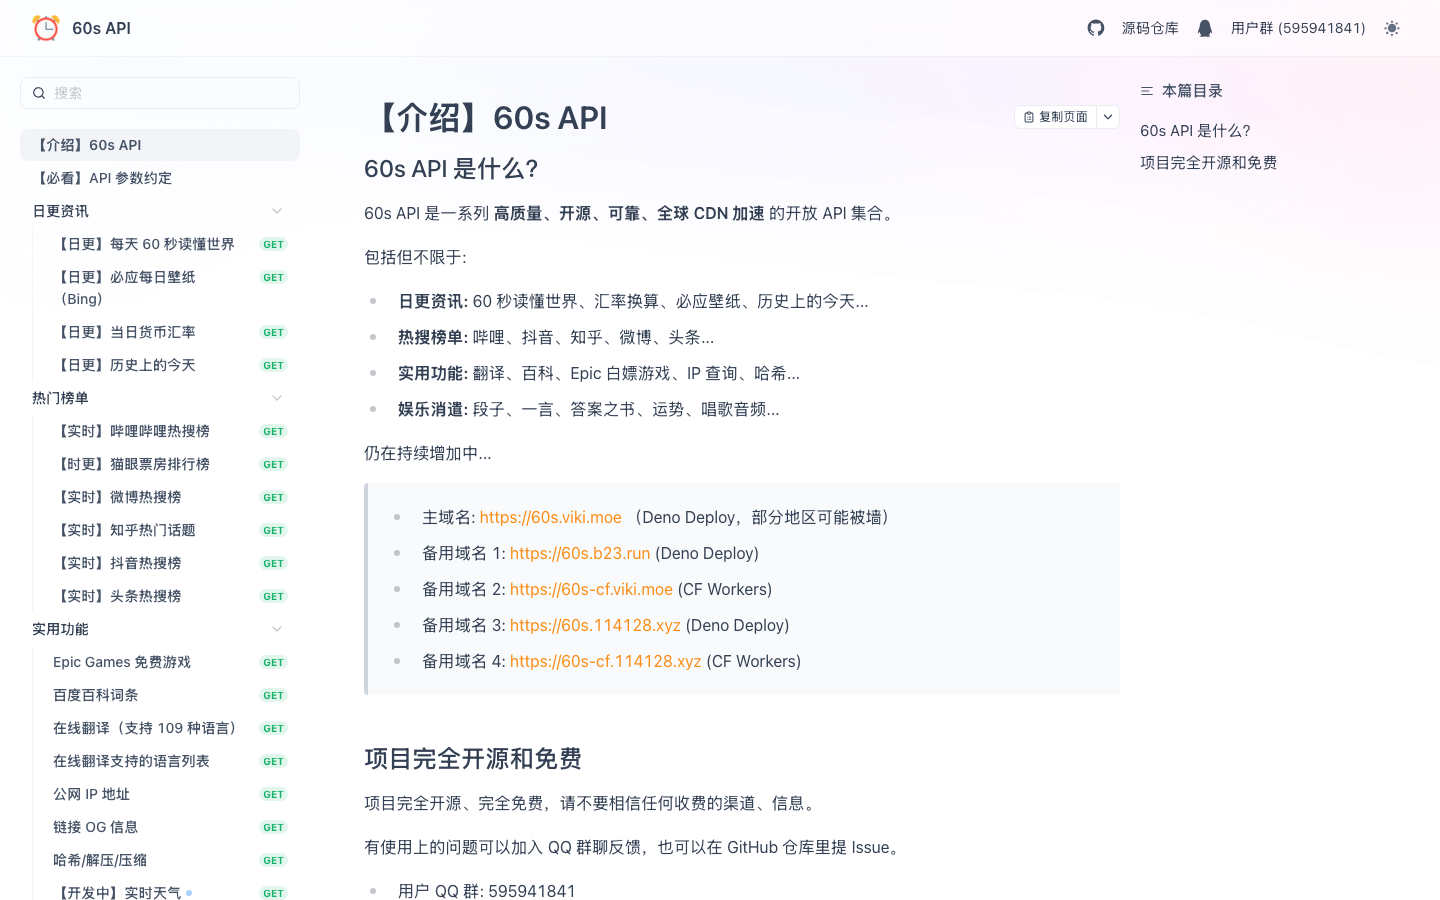 60s API
源码仓库
用户群 (595941841)
搜索
【介绍】60s API
【必看】API 参数约定
日更资讯
【日更】每天 60 秒读懂世界 GET
【日更】必应每日壁纸 GET
（Bing）
【日更】当日货币汇率 GET
【日更】历史上的今天 GET
热门榜单
【实时】哔哩哔哩热搜榜 GET
【时更】猫眼票房排行榜 GET
【实时】微博热搜榜 GET
【实时】知乎热门话题 GET
【实时】抖音热搜榜 GET
【实时】头条热搜榜 GET
实用功能
Epic Games 免费游戏 GET
百度百科词条 GET
在线翻译（支持 109 种语言） GET
在线翻译支持的语言列表 GET
公网 IP 地址 GET
链接 OG 信息 GET
哈希/解压/压缩 GET
【开发中】实时天气 GET
【介绍】60s API
复制页面
60s API 是什么?
60s API 是一系列 高质量、开源、可靠、全球 CDN 加速 的开放 API 集合。
包括但不限于:
日更资讯: 60 秒读懂世界、汇率换算、必应壁纸、历史上的今天...
热搜榜单: 哔哩、抖音、知乎、微博、头条...
实用功能: 翻译、百科、Epic 白嫖游戏、IP 查询、哈希...
娱乐消遣: 段子、一言、答案之书、运势、唱歌音频...
仍在持续增加中...
主域名: https://60s.viki.moe （Deno Deploy，部分地区可能被墙）
备用域名 1: https://60s.b23.run (Deno Deploy)
备用域名 2: https://60s-cf.viki.moe (CF Workers)
备用域名 3: https://60s.114128.xyz (Deno Deploy)
备用域名 4: https://60s-cf.114128.xyz (CF Workers)
项目完全开源和免费
项目完全开源、完全免费，请不要相信任何收费的渠道、信息。
有使用上的问题可以加入 QQ 群聊反馈，也可以在 GitHub 仓库里提 Issue。
用户 QQ 群: 595941841
本篇目录
60s API 是什么?
项目完全开源和免费